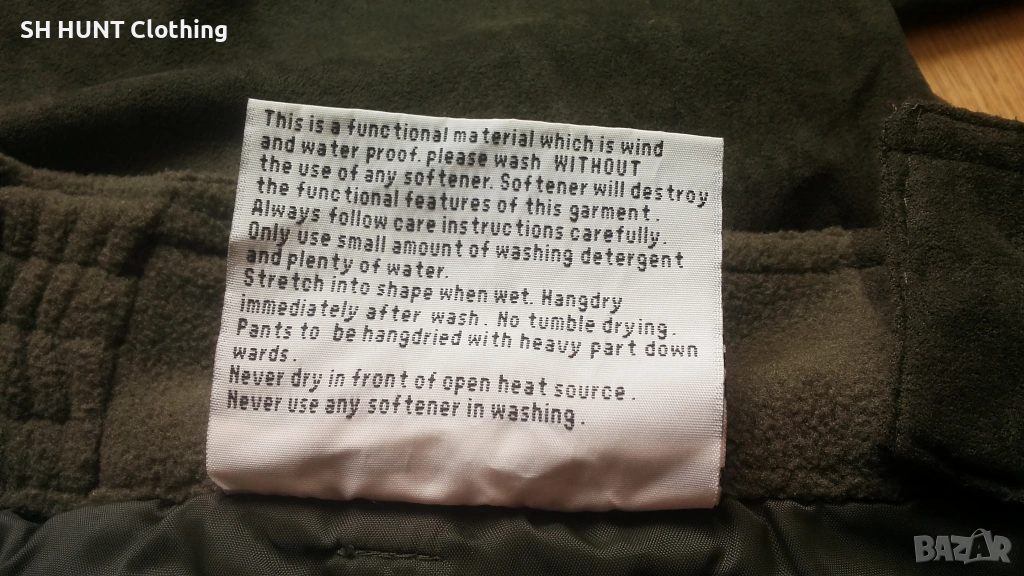 SH HUNT Clothing
This is a functional material which is wind
and water proof. please wash WITHOUT
the use of any softener. Softener will destroy
the functional features of this garment.
Always follow care instructions carefully.
Only use small amount of washing detergent
and plenty of water.
Stretch into shape when wet. Hangdry
immediately after wash. No tumble drying.
Pants to be hangdried with heavy part down
wards.
Never dry in front of open heat source.
Never use any softener in washing.
BAZAR